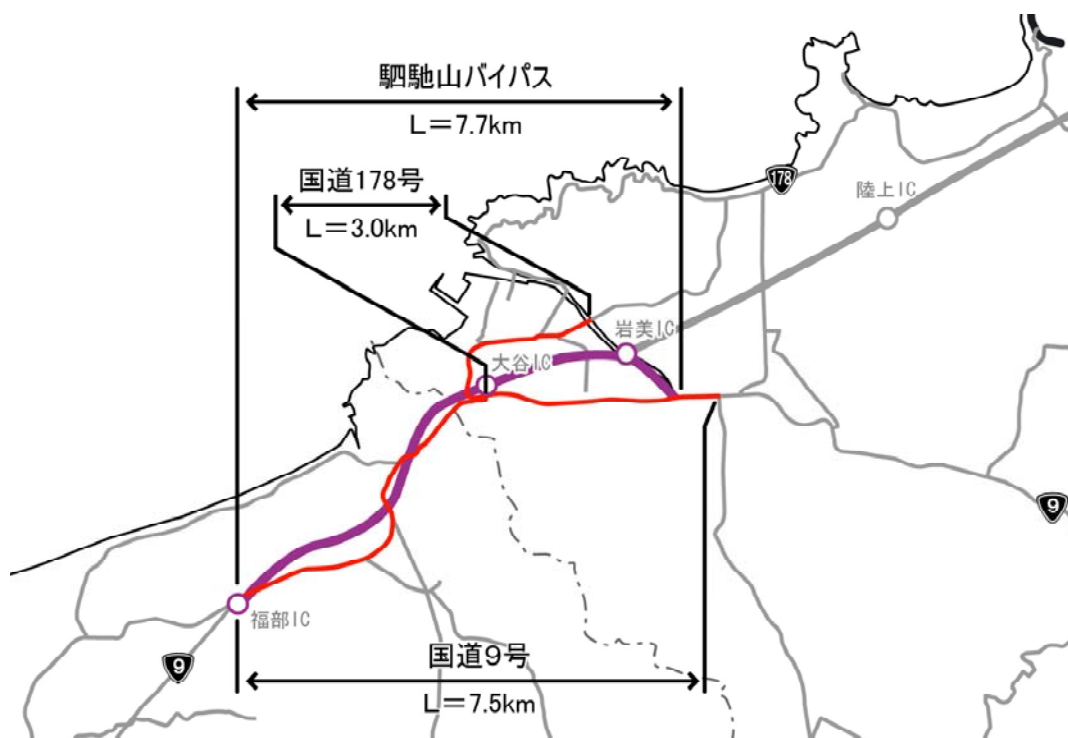 駟馳山バイパス
L=7.7km
国道178号
L=3.0km
178
陸上IC
岩美IC
大谷IC
9
福部IC
9
国道9号
L=7.5km